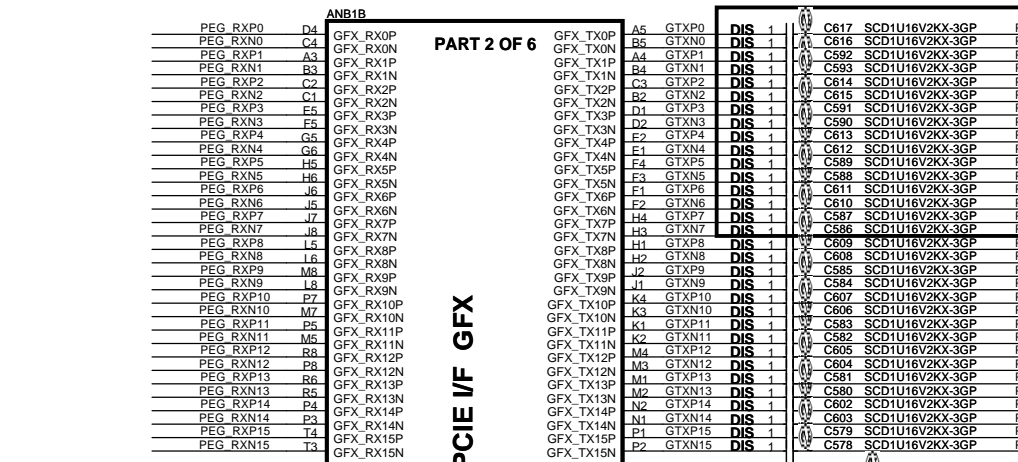 ANB1B
PART 2 OF 6
PEG_RXP0 D4 GFX_RX0P GFX_TX0P A5 GTXP0 DIS 1 C617 SCD1U16V2KX-3GP
PEG_RXN0 C4 GFX_RX0N GFX_TX0N B5 GTXN0 DIS 1 C616 SCD1U16V2KX-3GP
PEG_RXP1 A3 GFX_RX1P GFX_TX1P A4 GTXP1 DIS 1 C592 SCD1U16V2KX-3GP
PEG_RXN1 B3 GFX_RX1N GFX_TX1N B4 GTXN1 DIS 1 C593 SCD1U16V2KX-3GP
PEG_RXP2 C2 GFX_RX2P GFX_TX2P C3 GTXP2 DIS 1 C614 SCD1U16V2KX-3GP
PEG_RXN2 C1 GFX_RX2N GFX_TX2N B2 GTXN2 DIS 1 C615 SCD1U16V2KX-3GP
PEG_RXP3 E5 GFX_RX3P GFX_TX3P D1 GTXP3 DIS 1 C591 SCD1U16V2KX-3GP
PEG_RXN3 F5 GFX_RX3N GFX_TX3N D2 GTXN3 DIS 1 C590 SCD1U16V2KX-3GP
PEG_RXP4 G5 GFX_RX4P GFX_TX4P E2 GTXP4 DIS 1 C613 SCD1U16V2KX-3GP
PEG_RXN4 G6 GFX_RX4N GFX_TX4N E1 GTXN4 DIS 1 C612 SCD1U16V2KX-3GP
PEG_RXP5 H5 GFX_RX5P GFX_TX5P F4 GTXP5 DIS 1 C589 SCD1U16V2KX-3GP
PEG_RXN5 H6 GFX_RX5N GFX_TX5N F3 GTXN5 DIS 1 C588 SCD1U16V2KX-3GP
PEG_RXP6 J6 GFX_RX6P GFX_TX6P F1 GTXP6 DIS 1 C611 SCD1U16V2KX-3GP
PEG_RXN6 J5 GFX_RX6N GFX_TX6N F2 GTXN6 DIS 1 C610 SCD1U16V2KX-3GP
PEG_RXP7 J7 GFX_RX7P GFX_TX7P H4 GTXP7 DIS 1 C587 SCD1U16V2KX-3GP
PEG_RXN7 J8 GFX_RX7N GFX_TX7N H3 GTXN7 DIS 1 C586 SCD1U16V2KX-3GP
PEG_RXP8 L5 GFX_RX8P GFX_TX8P H1 GTXP8 DIS 1 C609 SCD1U16V2KX-3GP
PEG_RXN8 L6 GFX_RX8N GFX_TX8N H2 GTXN8 DIS 1 C608 SCD1U16V2KX-3GP
PEG_RXP9 M8 GFX_RX9P GFX_TX9P J2 GTXP9 DIS 1 C585 SCD1U16V2KX-3GP
PEG_RXN9 L8 GFX_RX9N GFX_TX9N J1 GTXN9 DIS 1 C584 SCD1U16V2KX-3GP
PEG_RXP10 P7 GFX_RX10P GFX_TX10P K4 GTXP10 DIS 1 C607 SCD1U16V2KX-3GP
PEG_RXN10 M7 GFX_RX10N GFX_TX10N K3 GTXN10 DIS 1 C606 SCD1U16V2KX-3GP
PEG_RXP11 P5 GFX_RX11P GFX_TX11P K1 GTXP11 DIS 1 C583 SCD1U16V2KX-3GP
PEG_RXN11 M5 GFX_RX11N GFX_TX11N K2 GTXN11 DIS 1 C582 SCD1U16V2KX-3GP
PEG_RXP12 R8 GFX_RX12P GFX_TX12P M4 GTXP12 DIS 1 C605 SCD1U16V2KX-3GP
PEG_RXN12 P8 GFX_RX12N GFX_TX12N M3 GTXN12 DIS 1 C604 SCD1U16V2KX-3GP
PEG_RXP13 R6 GFX_RX13P GFX_TX13P M1 GTXP13 DIS 1 C581 SCD1U16V2KX-3GP
PEG_RXN13 R5 GFX_RX13N GFX_TX13N M2 GTXN13 DIS 1 C580 SCD1U16V2KX-3GP
PEG_RXP14 P4 GFX_RX14P GFX_TX14P N2 GTXP14 DIS 1 C602 SCD1U16V2KX-3GP
PEG_RXN14 P3 GFX_RX14N GFX_TX14N N1 GTXN14 DIS 1 C603 SCD1U16V2KX-3GP
PEG_RXP15 T4 GFX_RX15P GFX_TX15P P1 GTXP15 DIS 1 C579 SCD1U16V2KX-3GP
PEG_RXN15 T3 GFX_RX15N GFX_TX15N P2 GTXN15 DIS 1 C578 SCD1U16V2KX-3GP
PCIE I/F GFX